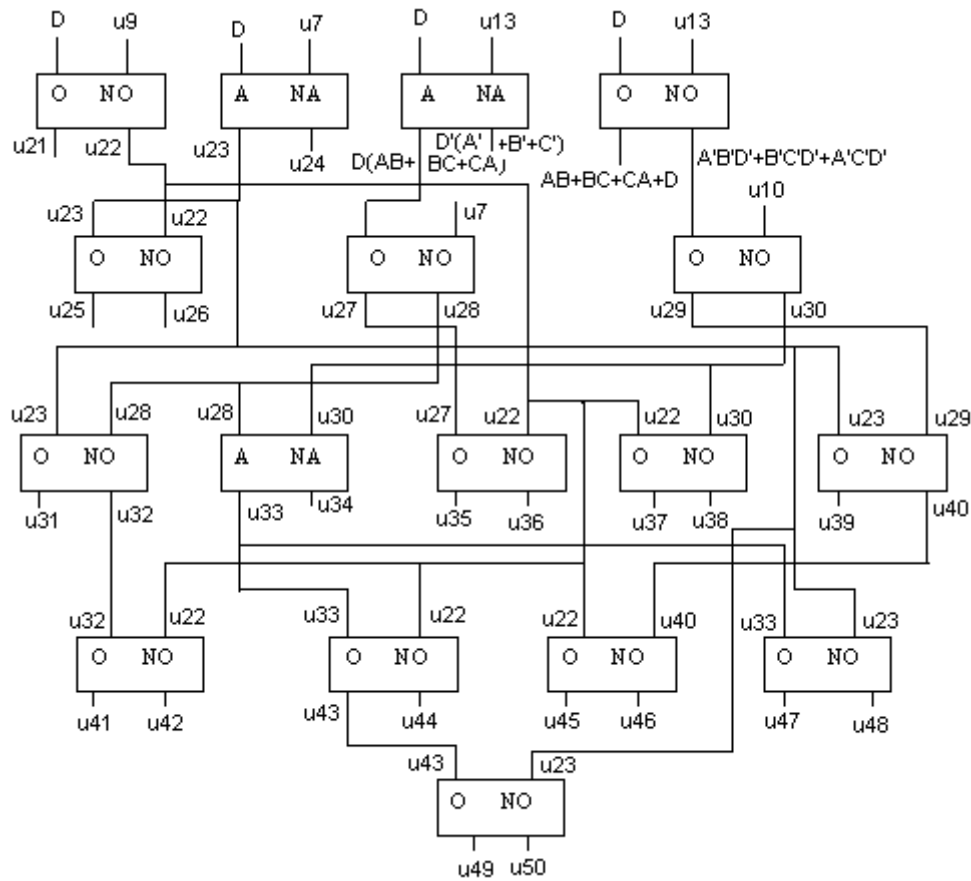 D u9 D u7 D u13 D u13
O NO A NA A NA O NO
u21 u22 u23 u24 D(AB+ BC+CA) D'(A' +B'+C') AB+BC+CA+D A'B'D'+B'C'D'+A'C'D'
u23 u22 u7 u10
O NO O NO O NO
u25 u26 u27 u28 u29 u30
u23 u28 u28 u30 u27 u22 u22 u30 u23 u29
O NO A NA O NO O NO O NO
u31 u32 u33 u34 u35 u36 u37 u38 u39 u40
u32 u22 u33 u22 u22 u40 u33 u23
O NO O NO O NO O NO
u41 u42 u43 u44 u45 u46 u47 u48
u43 u23
O NO
u49 u50